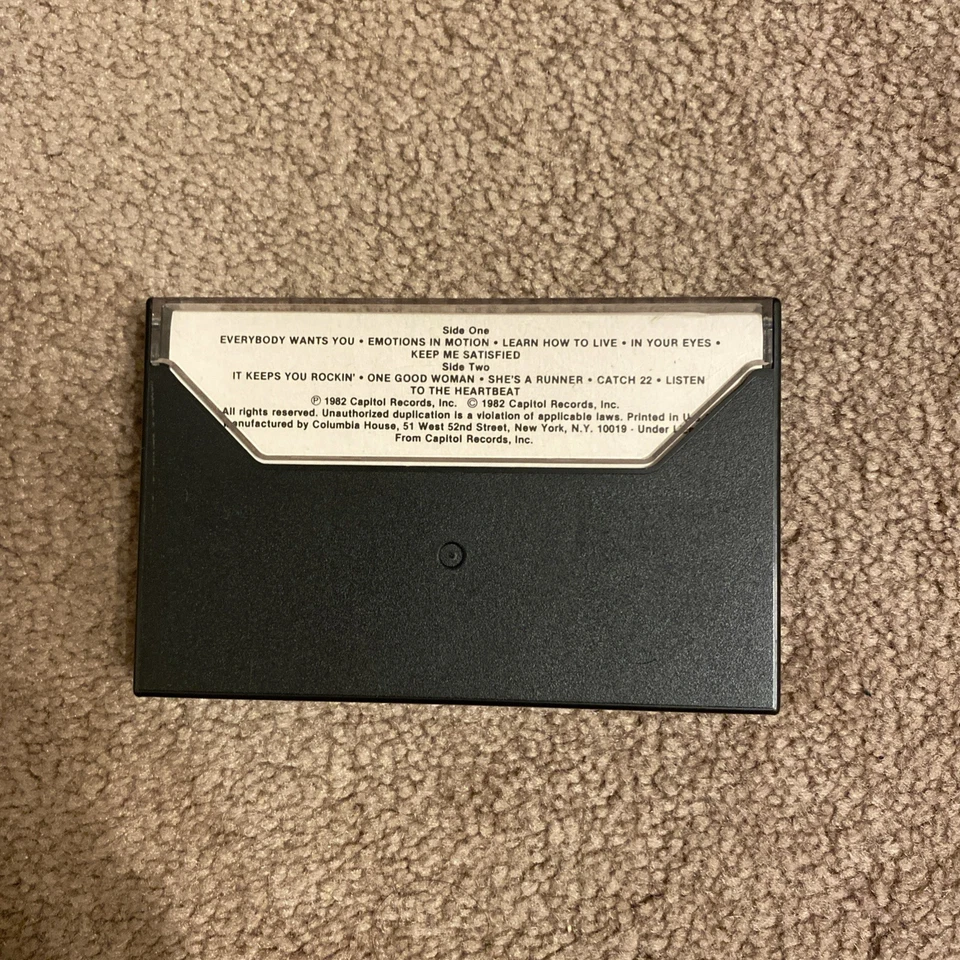 Side One
EVERYBODY WANTS YOU • EMOTIONS IN MOTION • LEARN HOW TO LIVE • IN YOUR EYES •
KEEP ME SATISFIED
Side Two
IT KEEPS YOU ROCKIN' • ONE GOOD WOMAN • SHE'S A RUNNER • CATCH 22 • LISTEN
TO THE HEARTBEAT
℗ 1982 Capitol Records, Inc. © 1982 Capitol Records, Inc.
All rights reserved. Unauthorized duplication is a violation of applicable laws. Printed in
by Columbia House, 51 West 52nd Street, New York, N.Y. 10019 - Under
From Capitol Records, Inc.